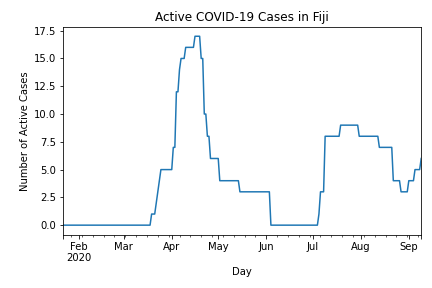 Active COVID-19 Cases in Fiji
17.5
15.0
12.5
10.0
7.5
5.0
2.5
0.0
Number of Active Cases
Feb Mar Apr May Jun Jul Aug Sep
2020
Day